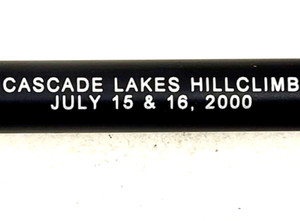 CASCADE LAKES HILLCLIMB
JULY 15 & 16, 2000